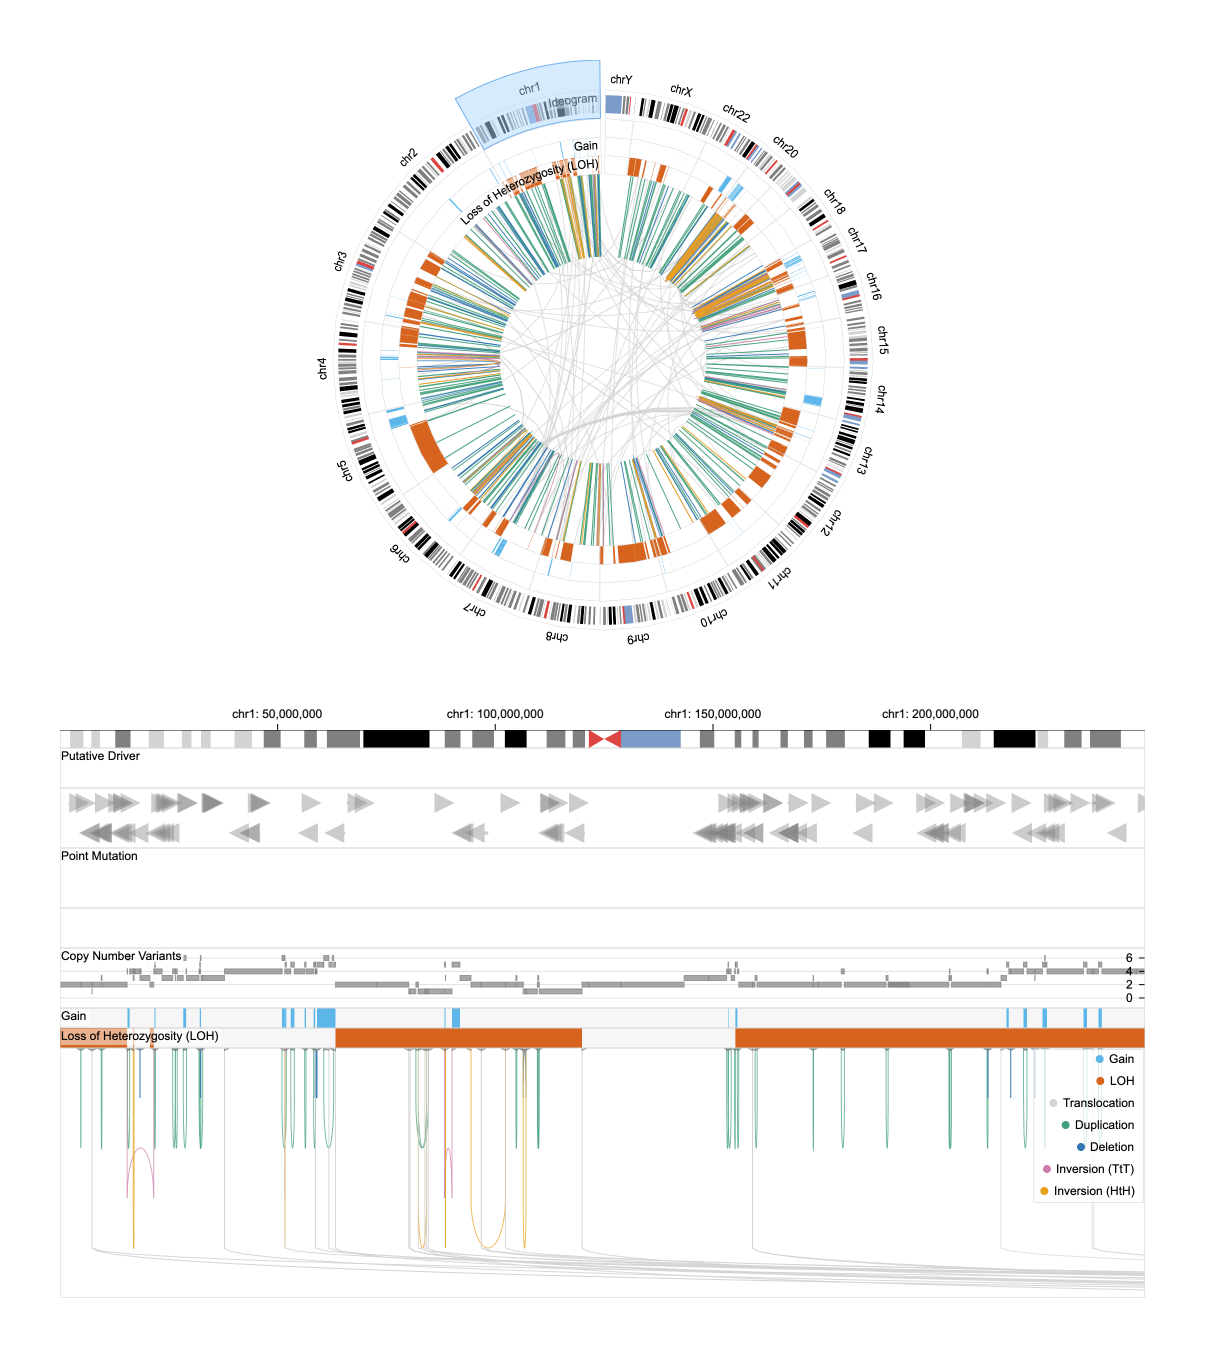 chr1
Ideogram
Gain
Loss of Heterozygosity (LOH)
chrY
chrX
chr22
chr20
chr18
chr17
chr16
chr15
chr14
chr13
chr12
chr11
chr10
chr9
chr8
chr7
chr6
chr5
chr4
chr3
chr2
chr1: 50,000,000 chr1: 100,000,000 chr1: 150,000,000 chr1: 200,000,000
Putative Driver
Point Mutation
Copy Number Variants
6
4
2
0
Gain
Loss of Heterozygosity (LOH)
Gain
LOH
Translocation
Duplication
Deletion
Inversion (TtT)
Inversion (HtH)